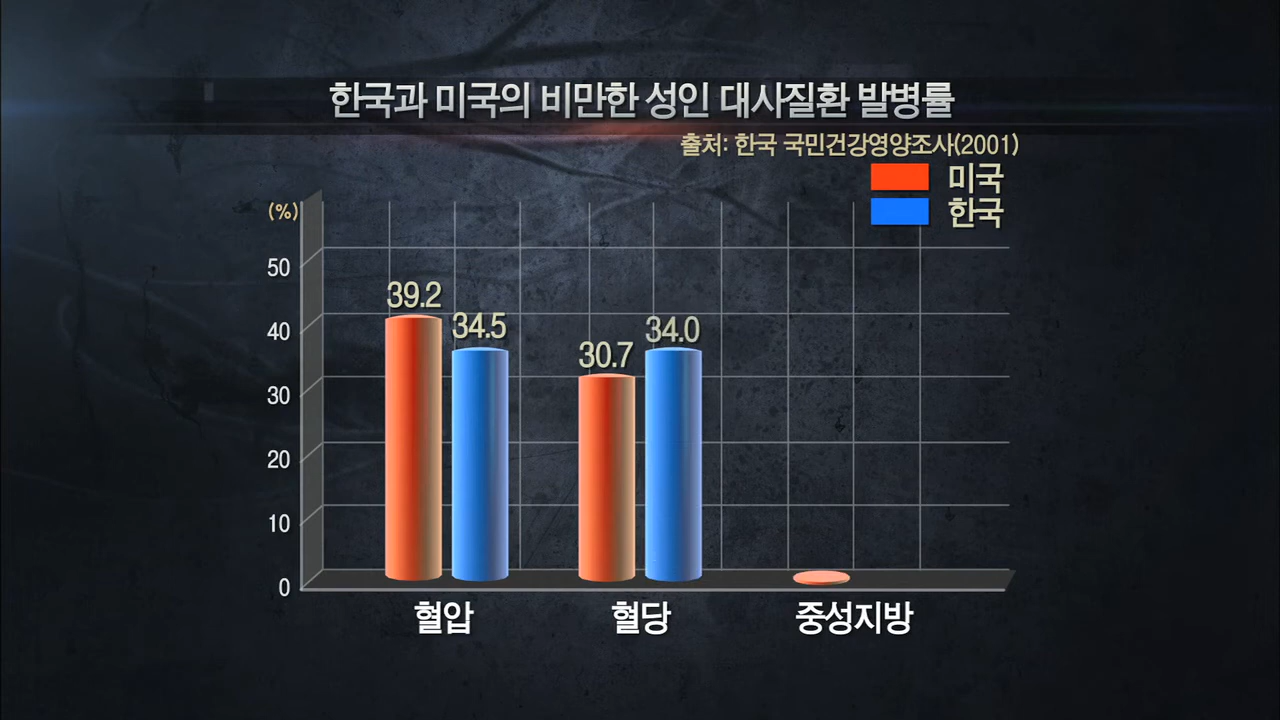 한국과 미국의 비만한 성인 대사질환 발병률
출처: 한국 국민건강영양조사(2001)
미국
한국
(%)
50
40
30
20
10
0
39.2
34.5
30.7
34.0
혈압
혈당
중성지방